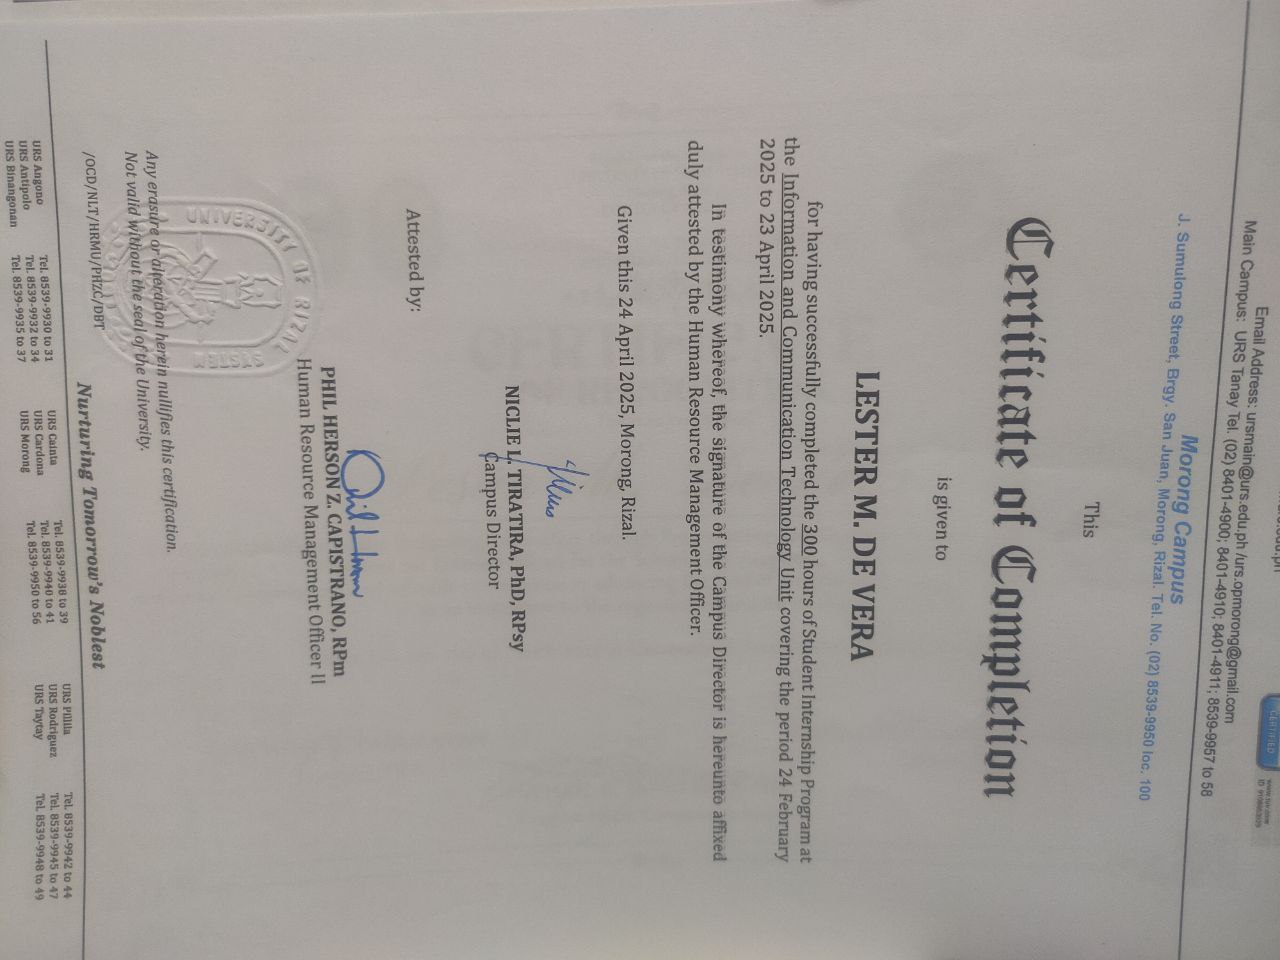 Email Address: ursmain@urs.edu.ph /urs.opmorong@gmail.com
Main Campus: URS Tanay Tel. (02) 8401-4900; 8401-4910; 8401-4911; 8539-9957 to 58
CERTIFIED
www.tuv.com
Morong Campus
J. Sumulong Street, Brgy. San Juan, Morong, Rizal. Tel. No. (02) 8539-9950 loc. 100
This
Certificate of Completion
is given to
LESTER M. DE VERA
for having successfully completed the 300 hours of Student Internship Program at
the Information and Communication Technology Unit covering the period 24 February
2025 to 23 April 2025.
In testimony whereof, the signature of the Campus Director is hereunto affixed
duly attested by the Human Resource Management Officer.
Given this 24 April 2025, Morong, Rizal.
NICLIE L. TIRATIRA, PhD, RPsy
Campus Director
Attested by:
PHIL HERSON Z. CAPISTRANO, RPm
Human Resource Management Officer II
UNIVERSITY OF RIZAL SYSTEM
Any erasure or alteration herein nullifies this certification.
Not valid without the seal of the University.
/OCD/NLT/HRMU/PHZC/DBT
Nurturing Tomorrow's Noblest
URS Angono Tel. 8539-9930 to 31 URS Cainta Tel. 8539-9938 to 39 URS Pililla Tel. 8539-9942 to 44
URS Antipolo Tel. 8539-9932 to 34 URS Cardona Tel. 8539-9940 to 41 URS Rodriguez Tel. 8539-9945 to 47
URS Binangonan Tel. 8539-9935 to 37 URS Morong Tel. 8539-9950 to 56 URS Taytay Tel. 8539-9948 to 49